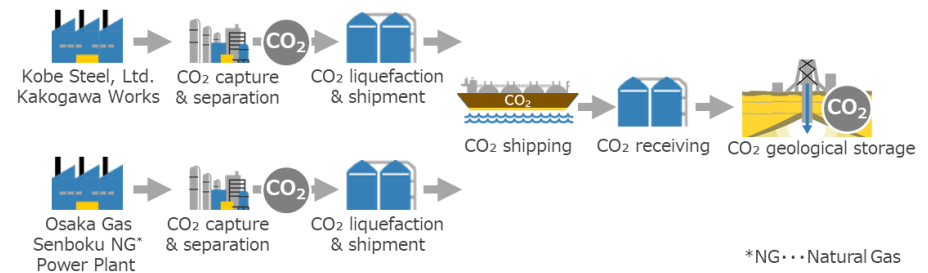 CO₂
Kobe Steel, Ltd.
Kakogawa Works
CO₂ capture
& separation
CO₂ liquefaction
& shipment
CO₂
CO₂ shipping
CO₂ receiving
CO₂
CO₂ geological storage
CO₂
Osaka Gas
Senboku NG*
Power Plant
CO₂ capture
& separation
CO₂ liquefaction
& shipment
*NG···Natural Gas